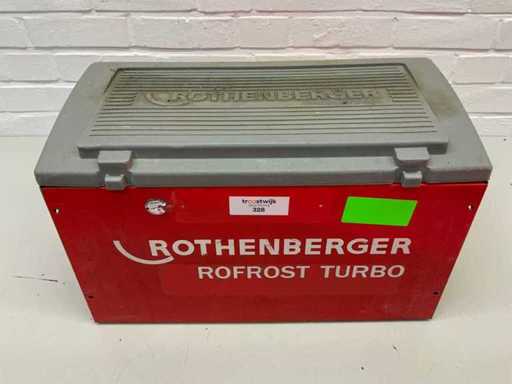 ROTHENBERGER
troostwijk
328
ROTHENBERGER
ROFROST TURBO